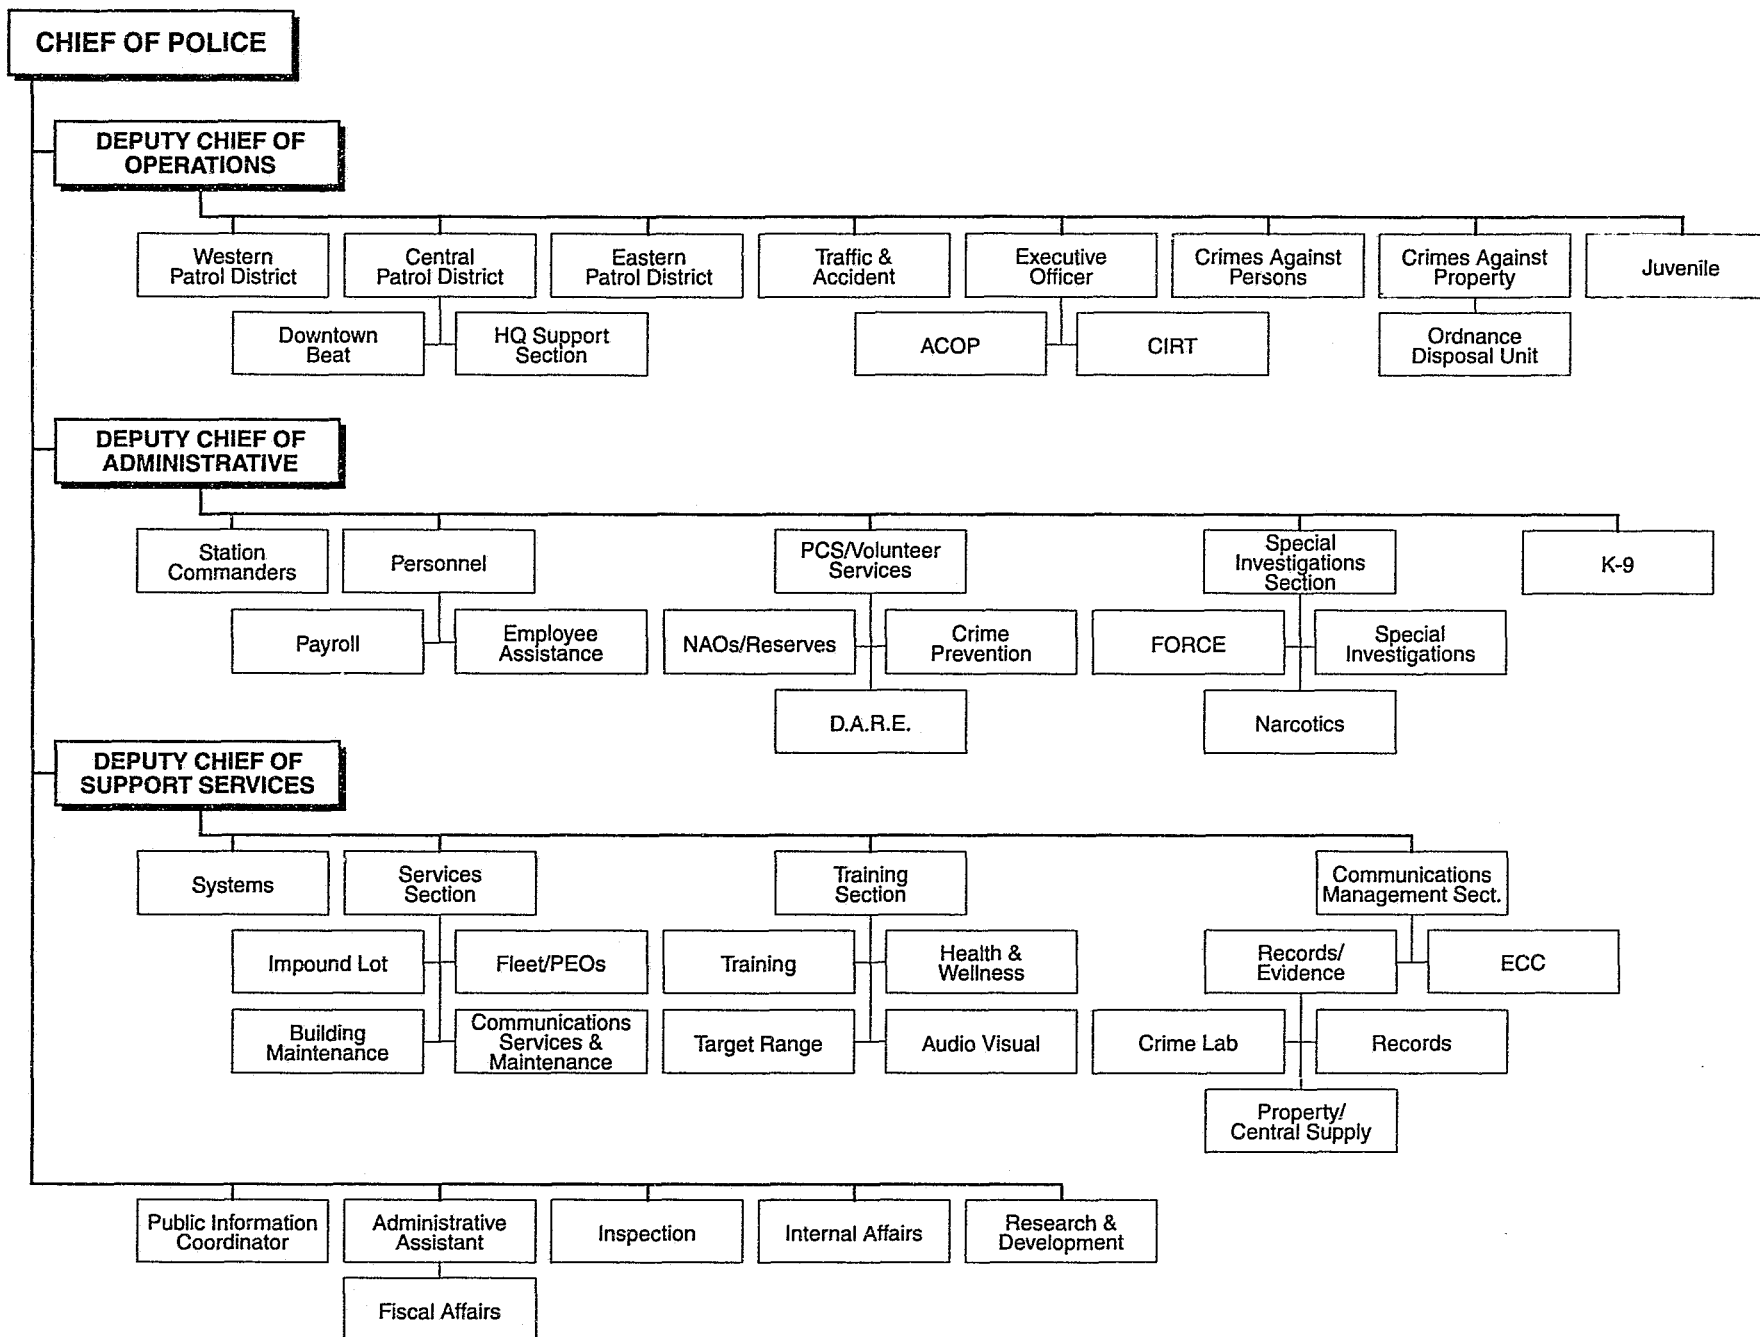 CHIEF OF POLICE
DEPUTY CHIEF OF
OPERATIONS
Western
Patrol District
Central
Patrol District
Eastern
Patrol District
Traffic &
Accident
Executive
Officer
Crimes Against
Persons
Crimes Against
Property
Juvenile
Downtown
Beat
HQ Support
Section
ACOP
CIRT
Ordnance
Disposal Unit
DEPUTY CHIEF OF
ADMINISTRATIVE
Station
Commanders
Personnel
PCS/Volunteer
Services
Special
Investigations
Section
K-9
Payroll
Employee
Assistance
NAOs/Reserves
Crime
Prevention
FORCE
Special
Investigations
D.A.R.E.
Narcotics
DEPUTY CHIEF OF
SUPPORT SERVICES
Systems
Services
Section
Training
Section
Communications
Management Sect.
Impound Lot
Fleet/PEOs
Training
Health &
Wellness
Records/
Evidence
ECC
Building
Maintenance
Communications
Services &
Maintenance
Target Range
Audio Visual
Crime Lab
Records
Property/
Central Supply
Public Information
Coordinator
Administrative
Assistant
Inspection
Internal Affairs
Research &
Development
Fiscal Affairs